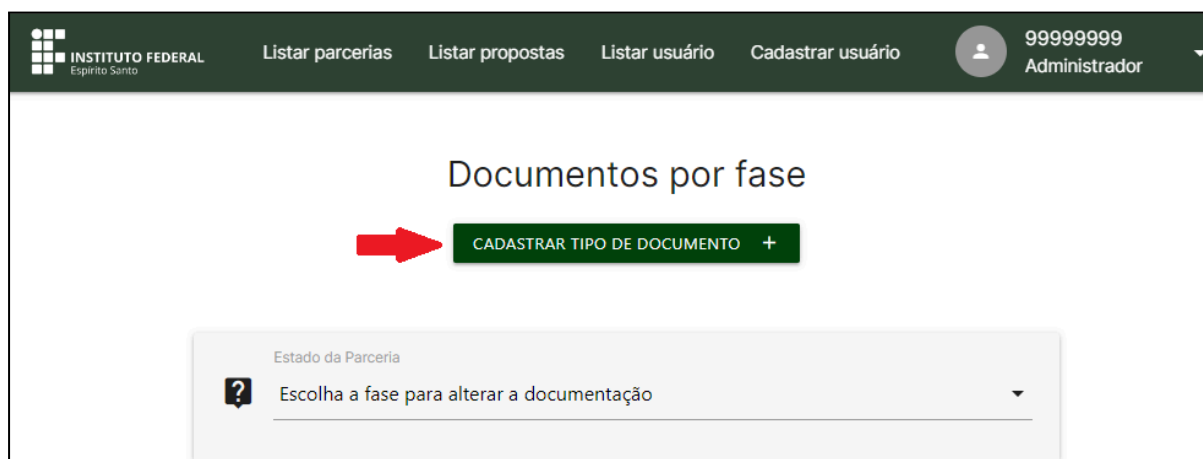 INSTITUTO FEDERAL
Espírito Santo
Listar parcerias
Listar propostas
Listar usuário
Cadastrar usuário
99999999
Administrador
Documentos por fase
CADASTRAR TIPO DE DOCUMENTO +
Estado da Parceria
Escolha a fase para alterar a documentação